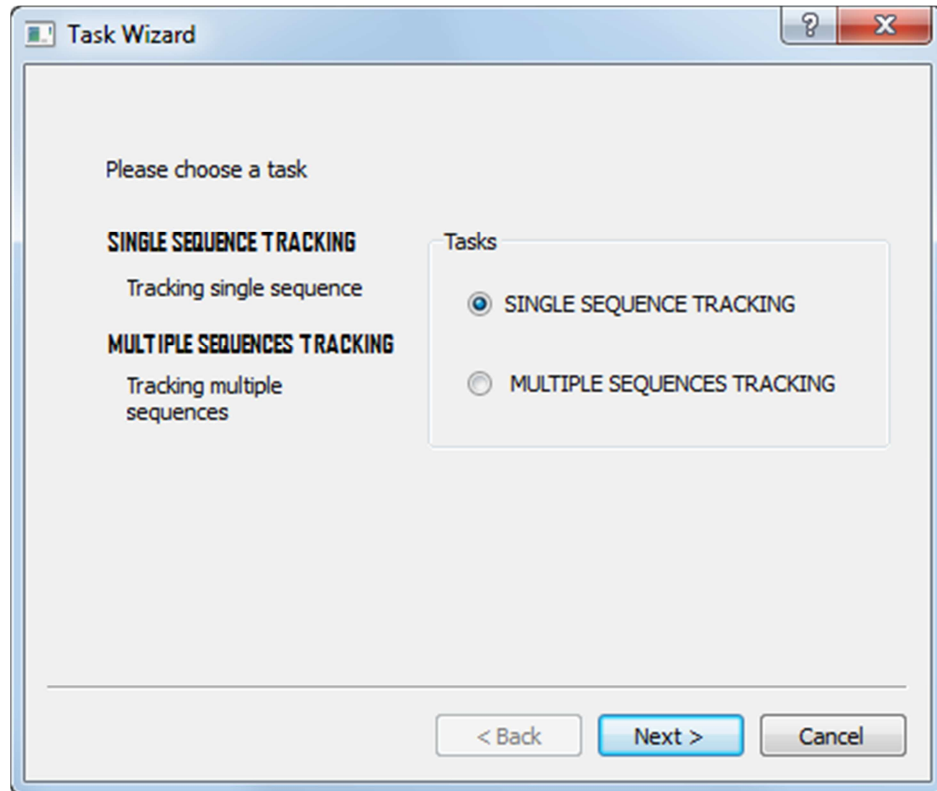 Task Wizard
Please choose a task
SINGLE SEQUENCE TRACKING
Tracking single sequence
MULTIPLE SEQUENCES TRACKING
Tracking multiple
sequences
Tasks
SINGLE SEQUENCE TRACKING
MULTIPLE SEQUENCES TRACKING
< Back
Next >
Cancel